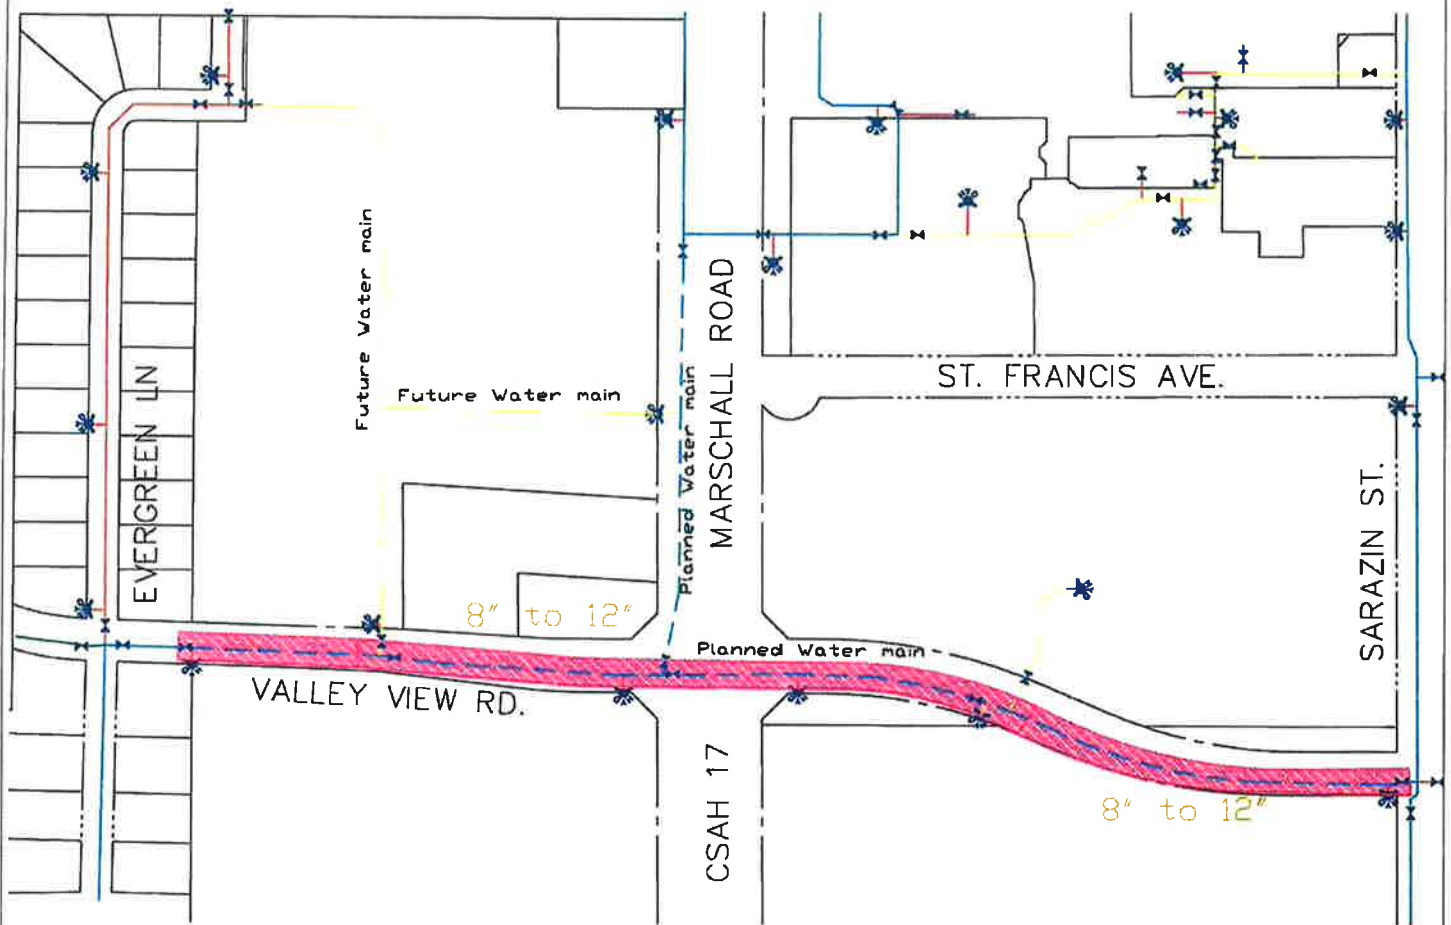 Future Water main
Future Water main
EVERGREEN LN
Planned Water main
MARSCHALL ROAD
ST. FRANCIS AVE.
SARAZIN ST.
8" to 12"
Planned Water main
VALLEY VIEW RD.
CSAH 17
8" to 12"